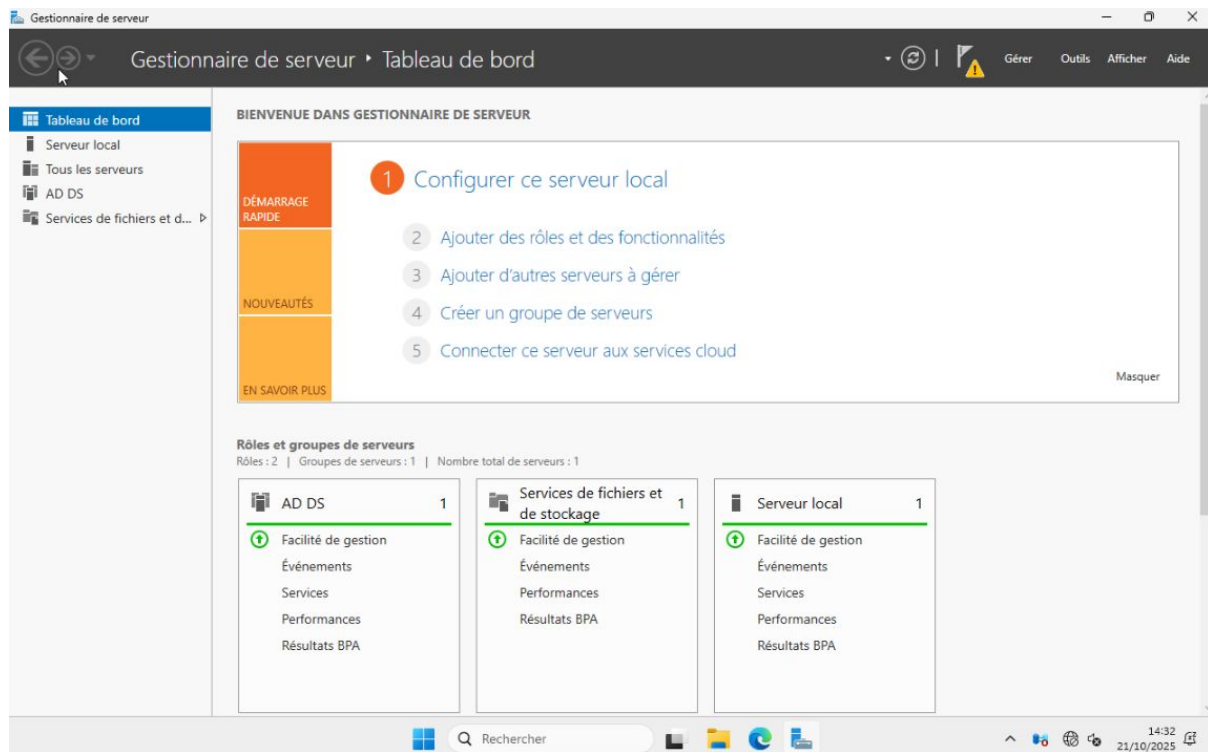 Gestionnaire de serveur
Gestionnaire de serveur ‣ Tableau de bord
Gérer Outils Afficher Aide
Tableau de bord
Serveur local
Tous les serveurs
AD DS
Services de fichiers et d...
BIENVENUE DANS GESTIONNAIRE DE SERVEUR
DÉMARRAGE
RAPIDE
NOUVEAUTÉS
EN SAVOIR PLUS
1 Configurer ce serveur local
2 Ajouter des rôles et des fonctionnalités
3 Ajouter d'autres serveurs à gérer
4 Créer un groupe de serveurs
5 Connecter ce serveur aux services cloud
Masquer
Rôles et groupes de serveurs
Rôles : 2 | Groupes de serveurs : 1 | Nombre total de serveurs : 1
AD DS 1
Facilité de gestion
Événements
Services
Performances
Résultats BPA
Services de fichiers et
de stockage 1
Facilité de gestion
Événements
Performances
Résultats BPA
Serveur local 1
Facilité de gestion
Événements
Services
Performances
Résultats BPA
Rechercher
14:32
21/10/2025